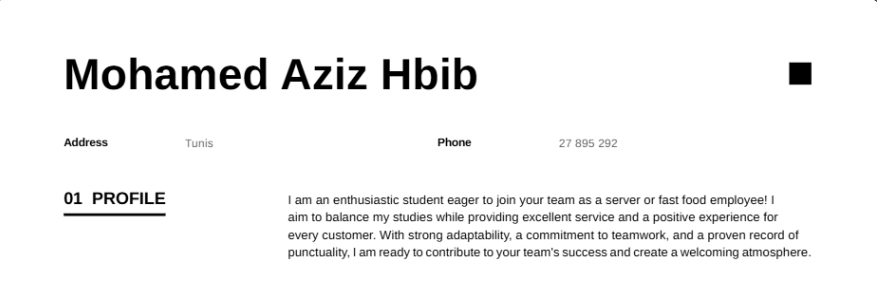 Mohamed Aziz Hbib
Address Tunis Phone 27 895 292
01 PROFILE
I am an enthusiastic student eager to join your team as a server or fast food employee! I
aim to balance my studies while providing excellent service and a positive experience for
every customer. With strong adaptability, a commitment to teamwork, and a proven record of
punctuality, I am ready to contribute to your team's success and create a welcoming atmosphere.